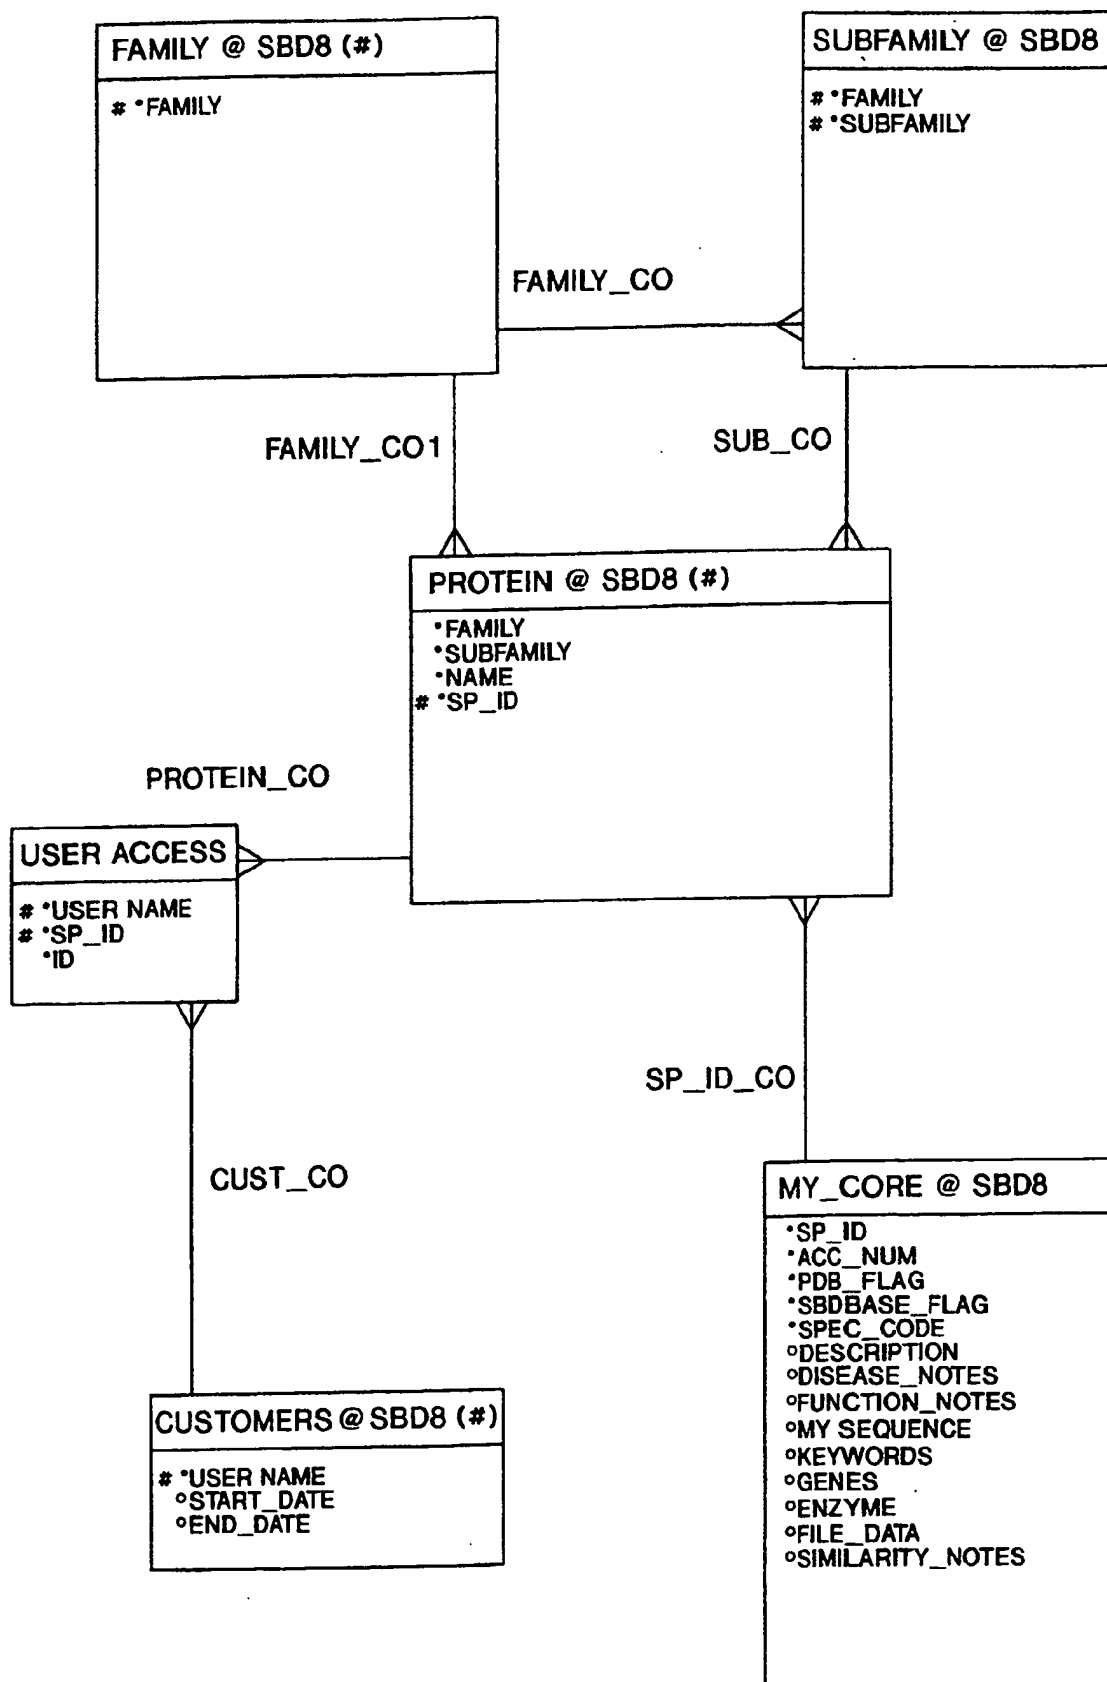 FAMILY @ SBD8 (#)
# *FAMILY
SUBFAMILY @ SBD8
# *FAMILY
# *SUBFAMILY
FAMILY_CO
FAMILY_CO1
SUB_CO
PROTEIN @ SBD8 (#)
*FAMILY
*SUBFAMILY
*NAME
# *SP_ID
PROTEIN_CO
USER ACCESS
# *USER NAME
# *SP_ID
*ID
SP_ID_CO
CUST_CO
MY_CORE @ SBD8
*SP_ID
*ACC_NUM
*PDB_FLAG
*SBDBASE_FLAG
*SPEC_CODE
oDESCRIPTION
oDISEASE_NOTES
oFUNCTION_NOTES
oMY SEQUENCE
oKEYWORDS
oGENES
oENZYME
oFILE_DATA
oSIMILARITY_NOTES
CUSTOMERS @ SBD8 (#)
# *USER NAME
oSTART_DATE
oEND_DATE